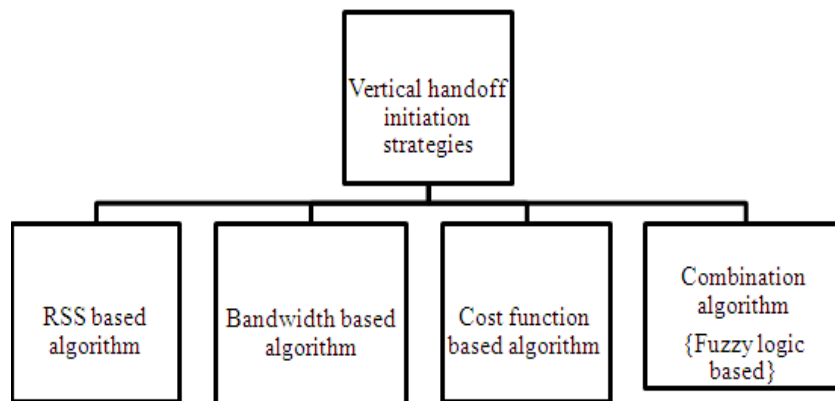 Vertical handoff
initiation
strategies
RSS based
algorithm
Bandwidth based
algorithm
Cost function
based algorithm
Combination
algorithm
{Fuzzy logic
based}